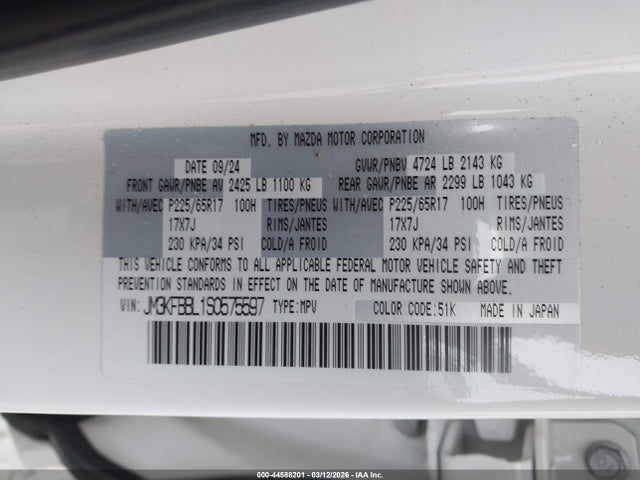 MFD. BY MAZDA MOTOR CORPORATION
DATE 09/24 GVWR/PNBV 4724 LB 2143 KG
FRONT GAWR/PNBE AV 2425 LB 1100 KG REAR GAWR/PNBE AR 2299 LB 1043 KG
WITH/AVEC P225/65R17 100H TIRES/PNEUS WITH/AVEC P225/65R17 100H TIRES/PNEUS
17X7J RIMS/JANTES 17X7J RIMS/JANTES
230 KPA/34 PSI COLD/A FROID 230 KPA/34 PSI COLD/A FROID
THIS VEHICLE CONFORMS TO ALL APPLICABLE FEDERAL MOTOR VEHICLE SAFETY AND THEFT
PREVENTION STANDARDS IN EFFECT ON THE DATE OF MANUFACTURE SHOWN ABOVE.
VIN: JM3KFBBL1S0575597 TYPE:MPV COLOR CODE:51K MADE IN JAPAN
000-44588201 - 03/12/2026 - IAAI.COM